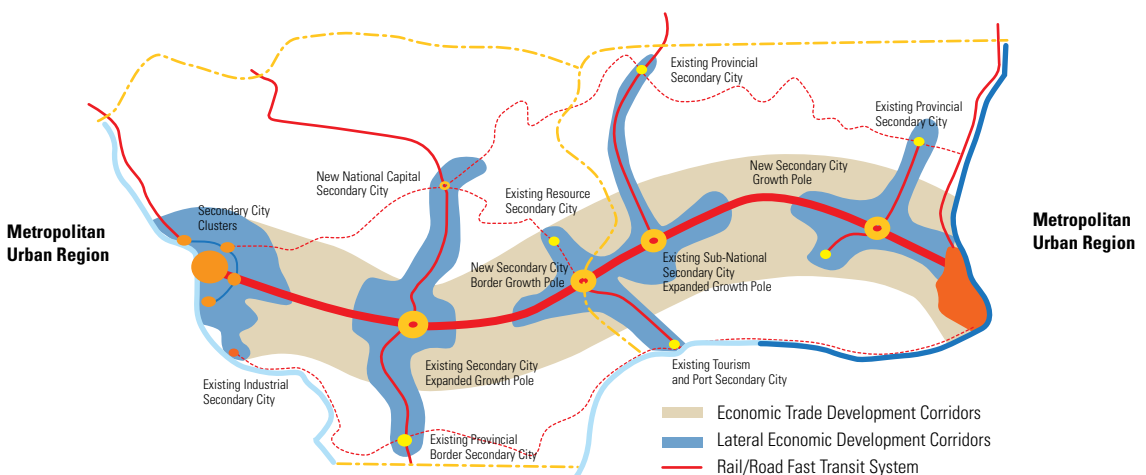 Existing Provincial
Secondary City
Existing Provincial
Secondary City
New National Capital
Secondary City
New Secondary City
Growth Pole
Existing Resource
Secondary City
Secondary City
Clusters
Metropolitan
Urban Region
Metropolitan
Urban Region
New Secondary City
Border Growth Pole
Existing Sub-National
Secondary City
Expanded Growth Pole
Existing Secondary City
Expanded Growth Pole
Existing Tourism
and Port Secondary City
Existing Industrial
Secondary City
Existing Provincial
Border Secondary City
Economic Trade Development Corridors
Lateral Economic Development Corridors
Rail/Road Fast Transit System